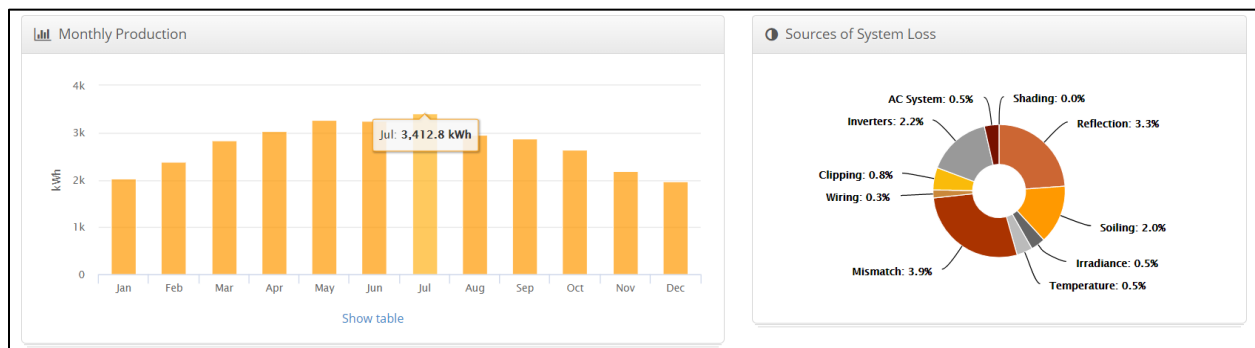 Monthly Production
4k
3k
2k
1k
0
kWh
Jul: 3,412.8 kWh
Jan Feb Mar Apr May Jun Jul Aug Sep Oct Nov Dec
Show table
Sources of System Loss
AC System: 0.5%
Shading: 0.0%
Inverters: 2.2%
Reflection: 3.3%
Clipping: 0.8%
Wiring: 0.3%
Soiling: 2.0%
Mismatch: 3.9%
Irradiance: 0.5%
Temperature: 0.5%